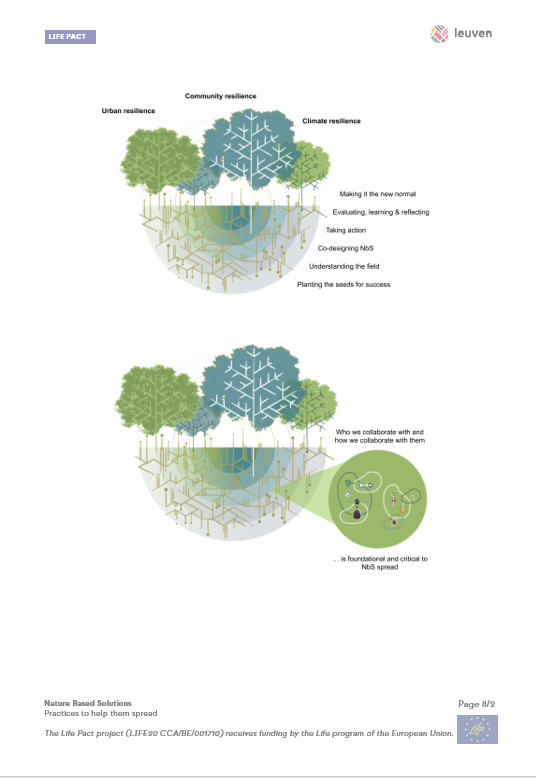 LIFE PACT
leuven
Community resilience
Urban resilience
Climate resilience
Making it the new normal
Evaluating, learning & reflecting
Taking action
Co-designing NbS
Understanding the field
Planting the seeds for success
Who we collaborate with and
how we collaborate with them
... is foundational and critical to
NbS spread
Nature Based Solutions
Page 8/2
Practices to help them spread
The Life Pact project (LIFE20 CCA/BE/001710) receives funding by the Life program of the European Union.
Life